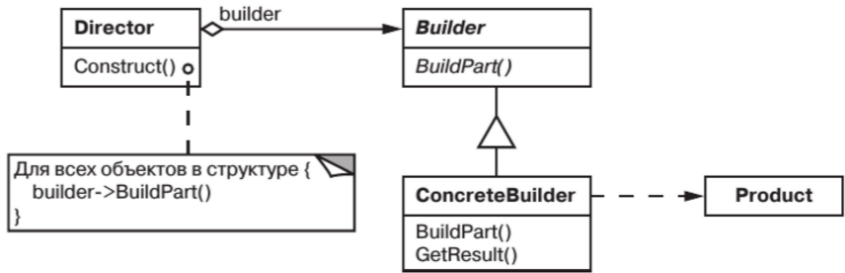 builder
Director
Construct()
Builder
BuildPart()
Для всех объектов в структуре {
builder->BuildPart()
}
ConcreteBuilder
BuildPart()
GetResult()
Product